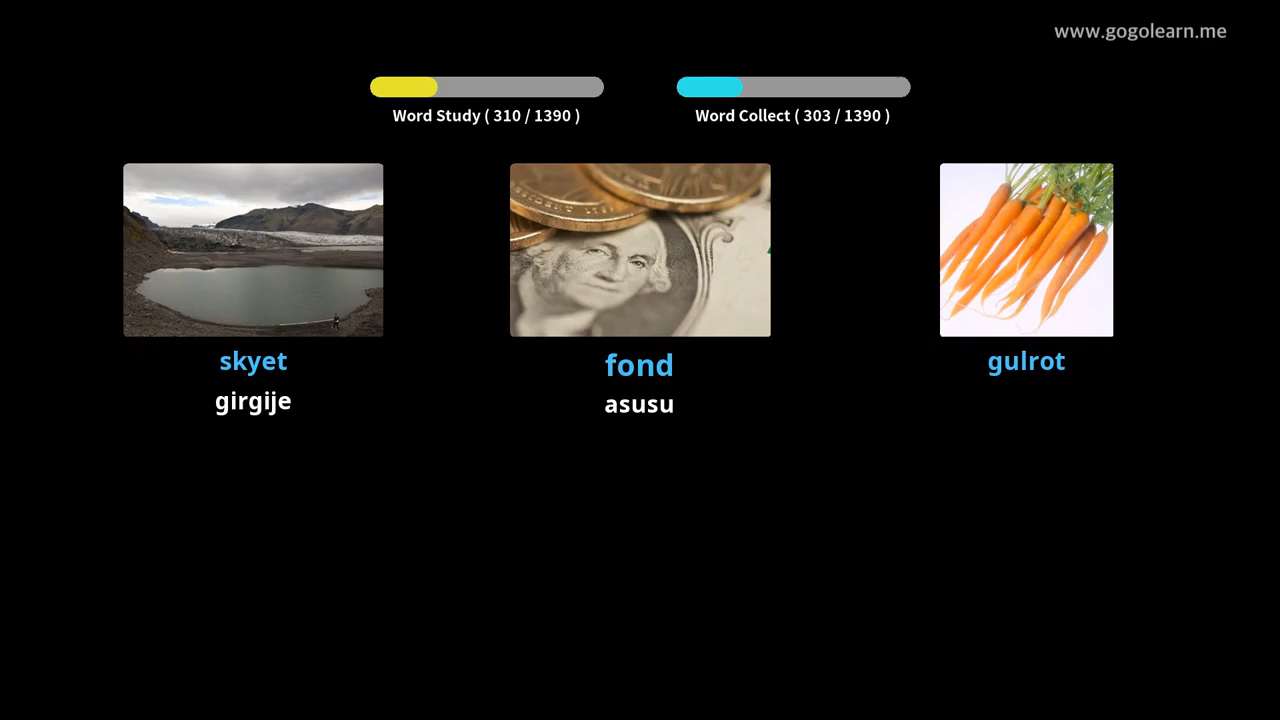 www.gogolearn.me
Word Study ( 310 / 1390 )
Word Collect ( 303 / 1390 )
skyet
fond
gulrot
girgije
asusu